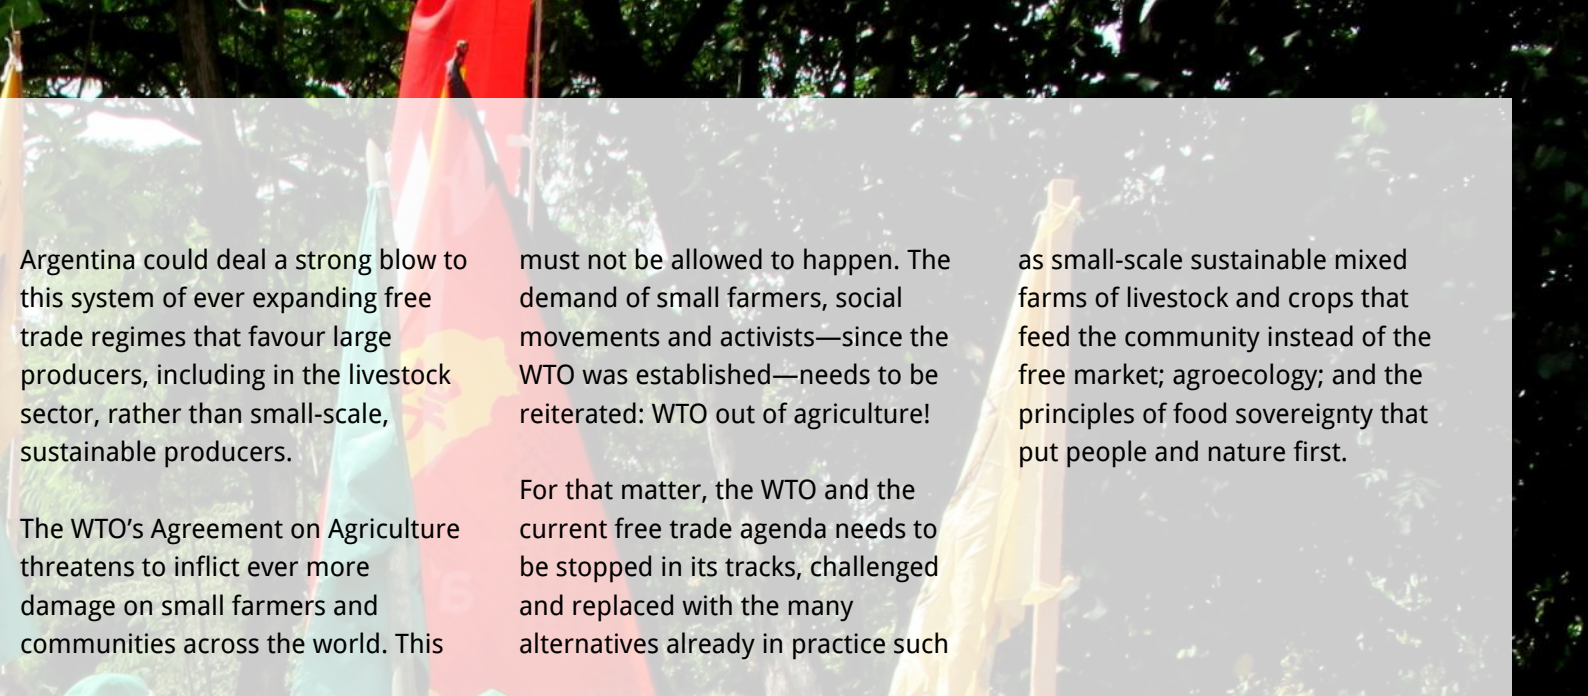 Argentina could deal a strong blow to
this system of ever expanding free
trade regimes that favour large
producers, including in the livestock
sector, rather than small-scale,
sustainable producers.
The WTO’s Agreement on Agriculture
threatens to inflict ever more
damage on small farmers and
communities across the world. This
must not be allowed to happen. The
demand of small farmers, social
movements and activists—since the
WTO was established—needs to be
reiterated: WTO out of agriculture!
For that matter, the WTO and the
current free trade agenda needs to
be stopped in its tracks, challenged
and replaced with the many
alternatives already in practice such
as small-scale sustainable mixed
farms of livestock and crops that
feed the community instead of the
free market; agroecology; and the
principles of food sovereignty that
put people and nature first.